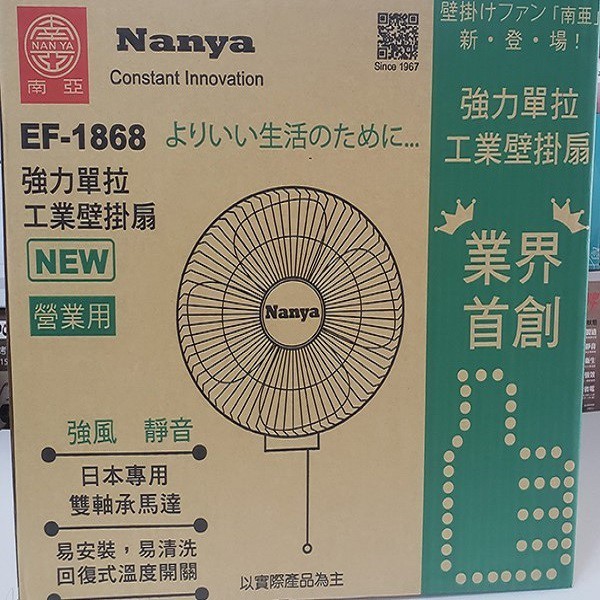 NAN YA
南亞
Nanya
Constant Innovation
Since 1967
EF-1868 よりいい生活のために...
強力單拉
工業壁掛扇
NEW
營業用
Nanya
強風 靜音
日本專用
雙軸承馬達
易安裝，易清洗
回復式溫度開關
以實際產品為主
壁掛けファン「南亜」
新・登・場!
強力單拉
工業壁掛扇
業界
首創